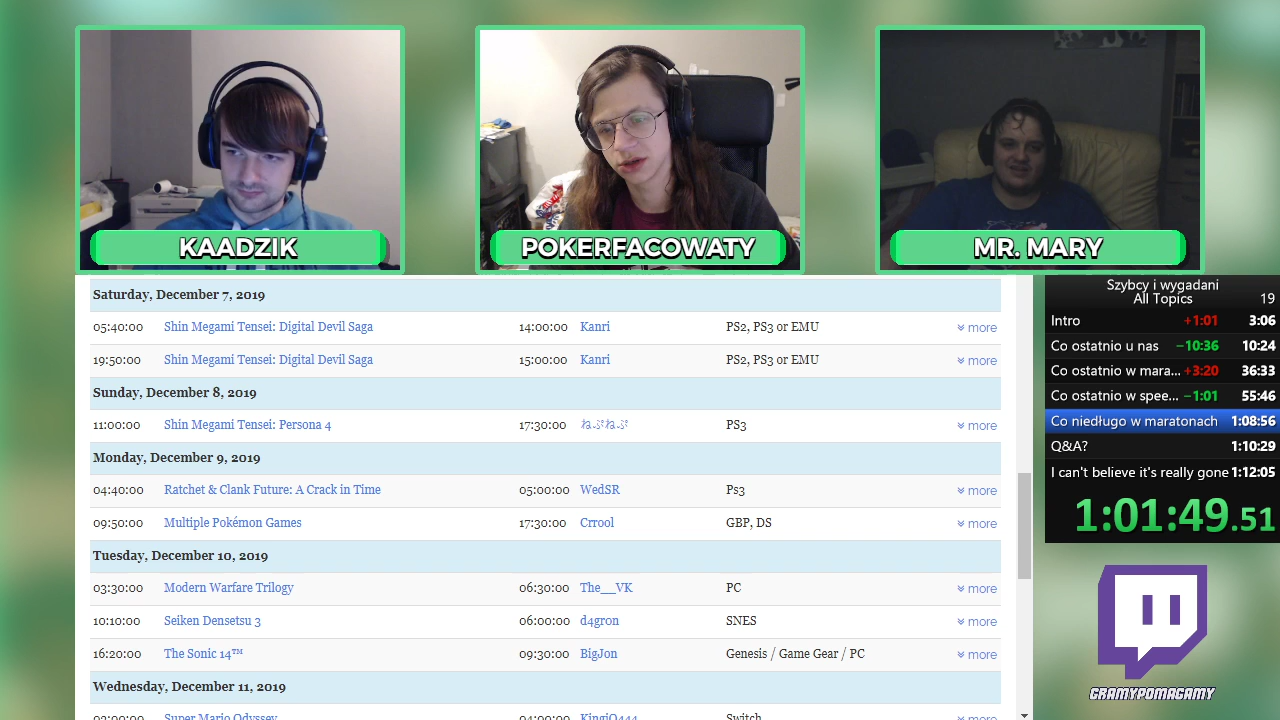 KAADZIK
POKERFACOWATY
MR. MARY
Saturday, December 7, 2019
05:40:00 Shin Megami Tensei: Digital Devil Saga 14:00:00 Kanri PS2, PS3 or EMU more
19:50:00 Shin Megami Tensei: Digital Devil Saga 15:00:00 Kanri PS2, PS3 or EMU more
Sunday, December 8, 2019
11:00:00 Shin Megami Tensei: Persona 4 17:30:00 ねぷねぷ PS3 more
Monday, December 9, 2019
04:40:00 Ratchet & Clank Future: A Crack in Time 05:00:00 WedSR Ps3 more
09:50:00 Multiple Pokémon Games 17:30:00 Crrool GBP, DS more
Tuesday, December 10, 2019
03:30:00 Modern Warfare Trilogy 06:30:00 The__VK PC more
10:10:00 Seiken Densetsu 3 06:00:00 d4gr0n SNES more
16:20:00 The Sonic 14™ 09:30:00 BigJon Genesis / Game Gear / PC more
Wednesday, December 11, 2019
Super Mario Odyssey Switch more
Szybcy i wygadani
All Topics 19
Intro +1:01 3:06
Co ostatnio u nas −10:36 10:24
Co ostatnio w mara... +3:20 36:33
Co ostatnio w spee... −1:01 55:46
Co niedługo w maratonach 1:08:56
Q&A? 1:10:29
I can't believe it's really gone 1:12:05
1:01:49.51
GRAMYPOMAGAMY